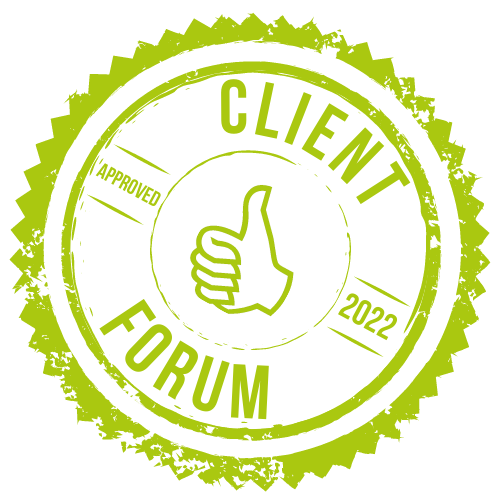 CLIENT
APPROVED
2022
FORUM